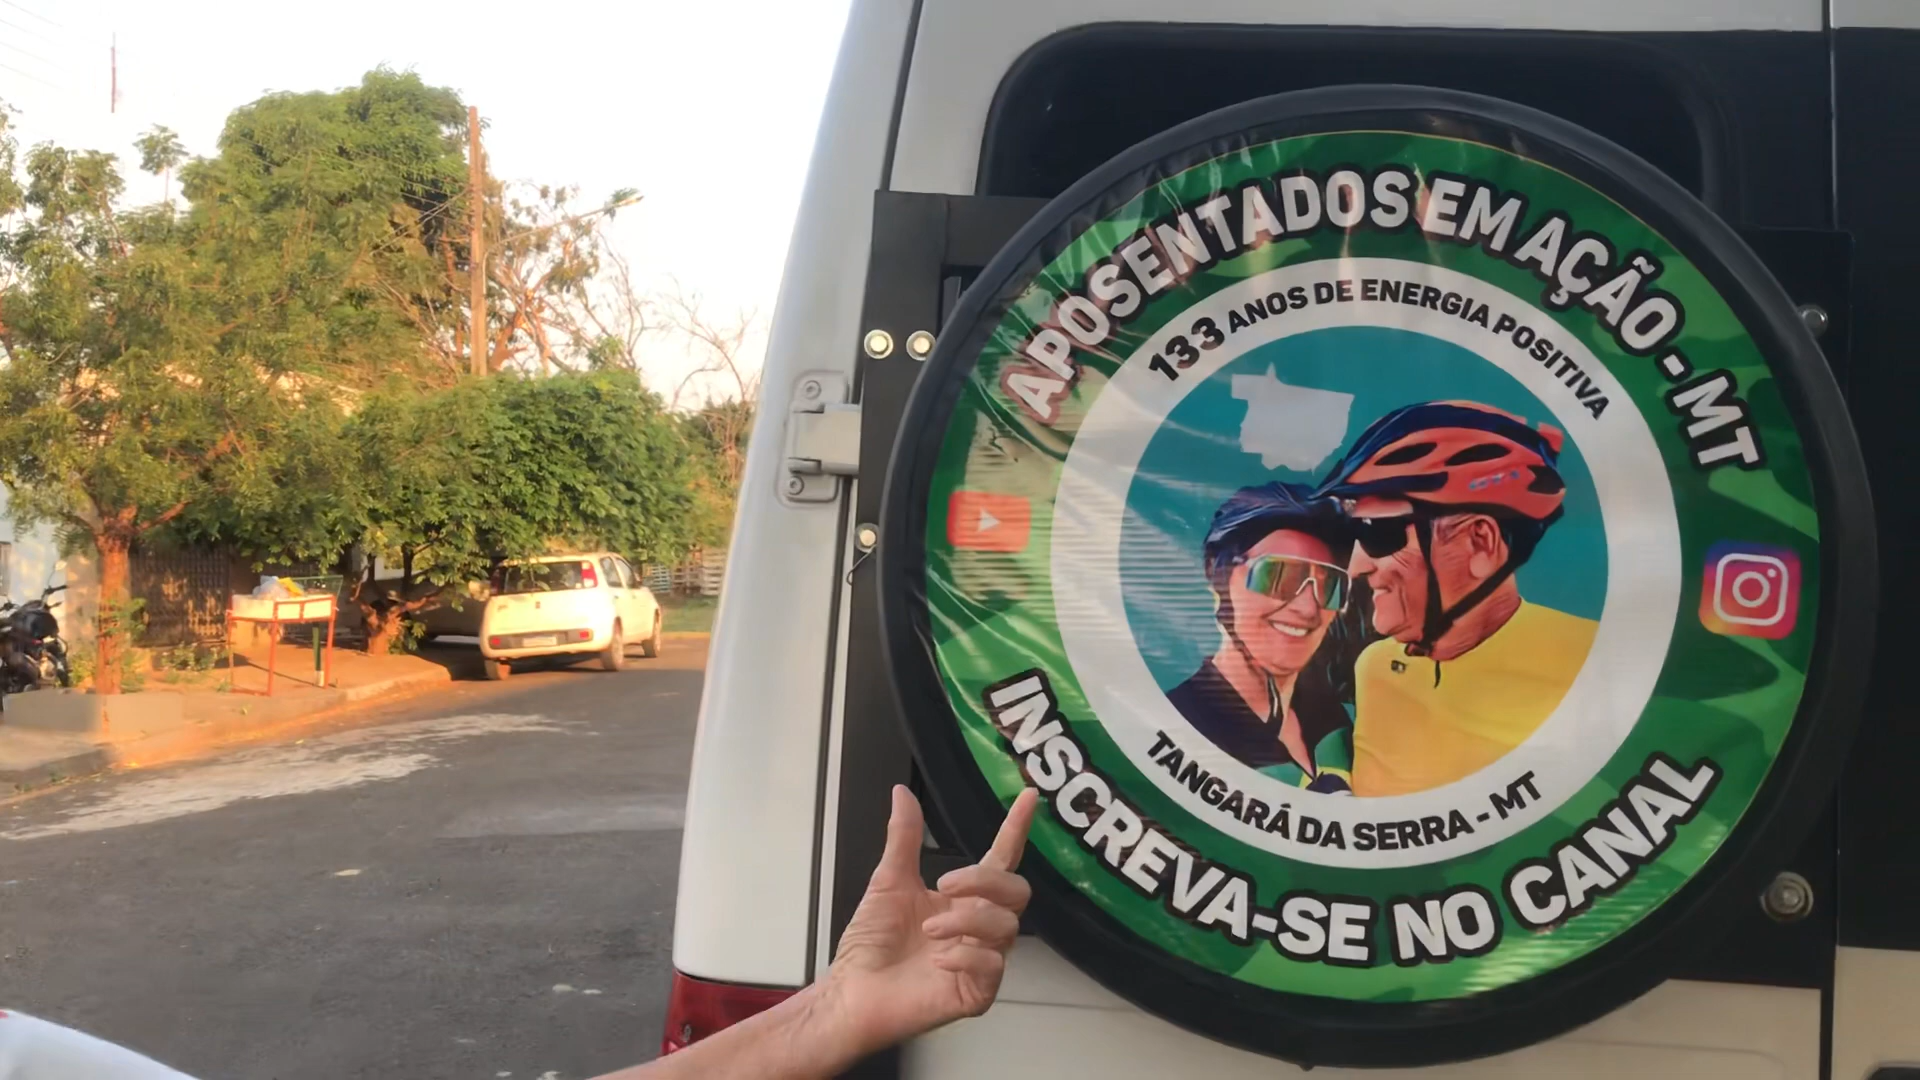 APOSENTADOS EM AÇÃO - MT
133 ANOS DE ENERGIA POSITIVA
TANGARÁ DA SERRA - MT
INSCREVA-SE NO CANAL